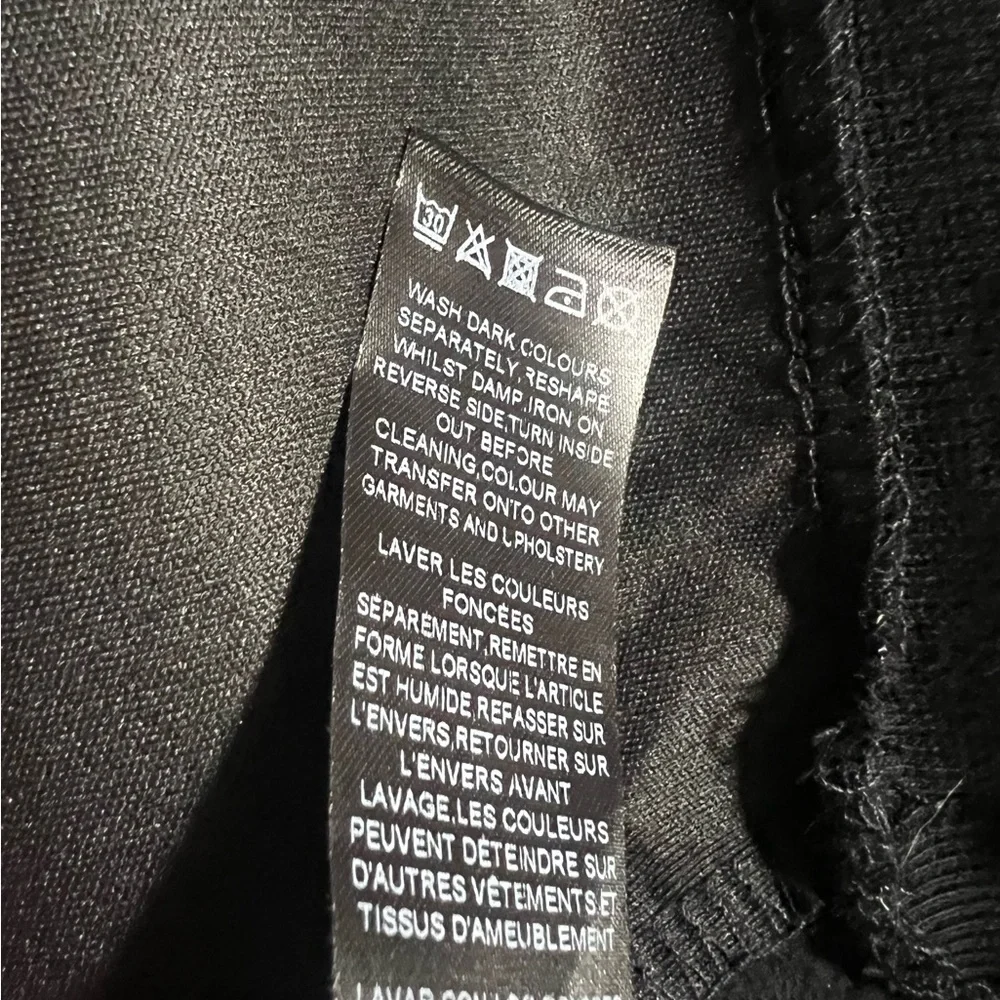 30
WASH DARK COLOURS
SEPARATELY,RESHAPE
WHILST DAMP.IRON ON
REVERSE SIDE,TURN INSIDE
OUT BEFORE
CLEANING,COLOUR MAY
TRANSFER ONTO OTHER
GARMENTS AND UPHOLSTERY
LAVER LES COULEURS
FONCÉES
SÉPARÉMENT,REMETTRE EN
FORME LORSQUE L'ARTICLE
EST HUMIDE,REFASSER SUR
L'ENVERS,RETOURNER SUR
L'ENVERS AVANT
LAVAGE.LES COULEURS
PEUVENT DÉTEINDRE SUR
D'AUTRES VÊTEMENTS.ET
TISSUS D'AMEUBLEMENT